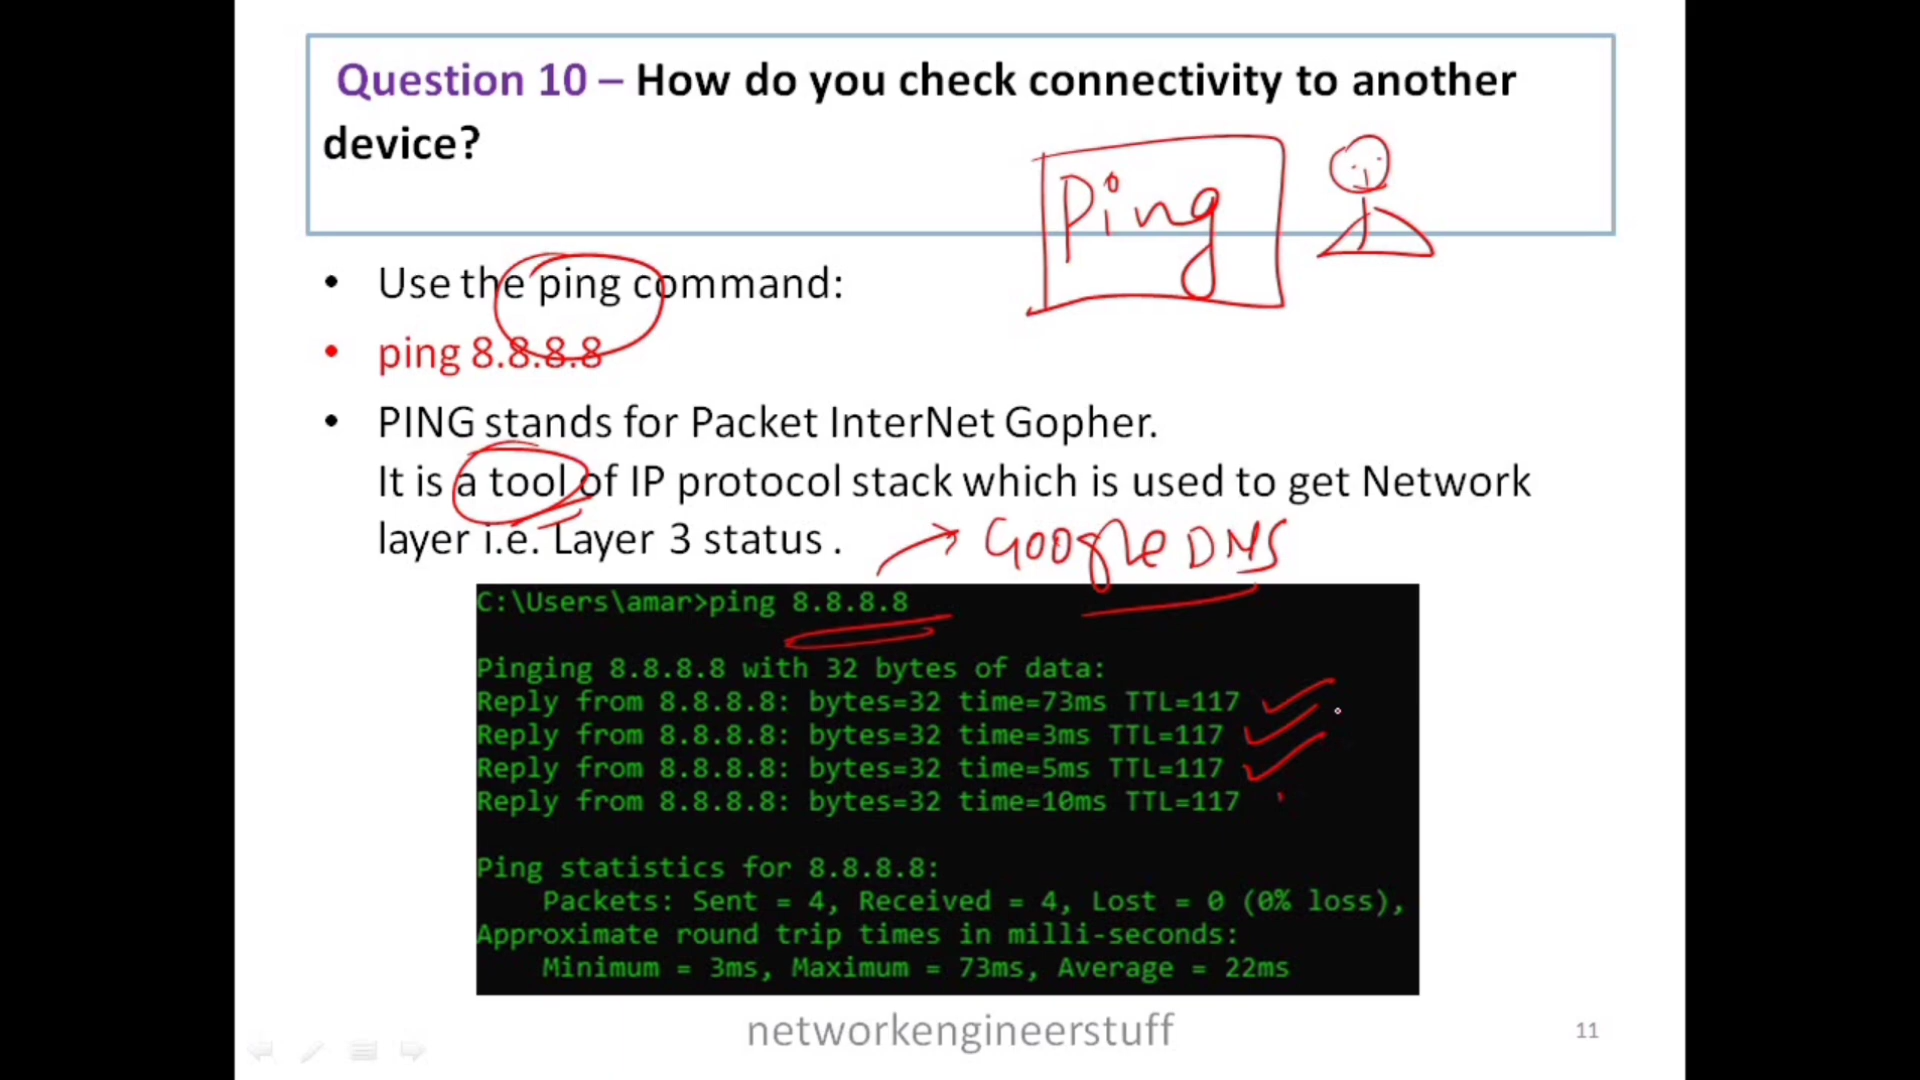 Question 10 – How do you check connectivity to another
device?
Ping
• Use the ping command:
• ping 8.8.8.8
• PING stands for Packet InterNet Gopher.
It is a tool of IP protocol stack which is used to get Network
layer i.e. Layer 3 status .
Google DNS
C:\Users\amar>ping 8.8.8.8
Pinging 8.8.8.8 with 32 bytes of data:
Reply from 8.8.8.8: bytes=32 time=73ms TTL=117
Reply from 8.8.8.8: bytes=32 time=3ms TTL=117
Reply from 8.8.8.8: bytes=32 time=5ms TTL=117
Reply from 8.8.8.8: bytes=32 time=10ms TTL=117
Ping statistics for 8.8.8.8:
Packets: Sent = 4, Received = 4, Lost = 0 (0% loss),
Approximate round trip times in milli-seconds:
Minimum = 3ms, Maximum = 73ms, Average = 22ms
networkengineerstuff
11